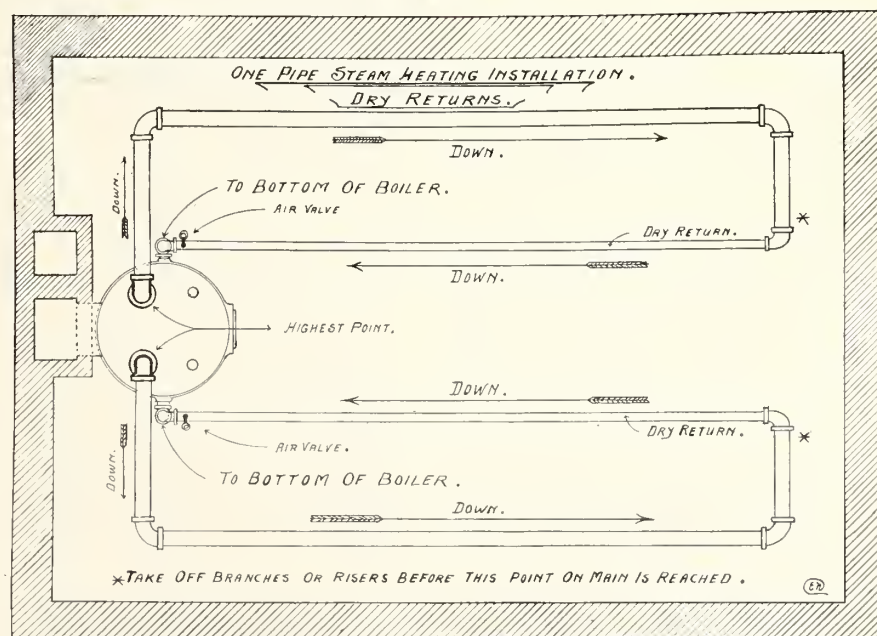 ONE PIPE STEAM HEATING INSTALLATION.
DRY RETURNS.
DOWN.
DOWN.
TO BOTTOM OF BOILER.
AIR VALVE
DRY RETURN.
*
DOWN.
HIGHEST POINT.
DOWN.
DRY RETURN.
*
AIR VALVE.
DOWN.
TO BOTTOM OF BOILER.
DOWN.
*TAKE OFF BRANCHES OR RISERS BEFORE THIS POINT ON MAIN IS REACHED.